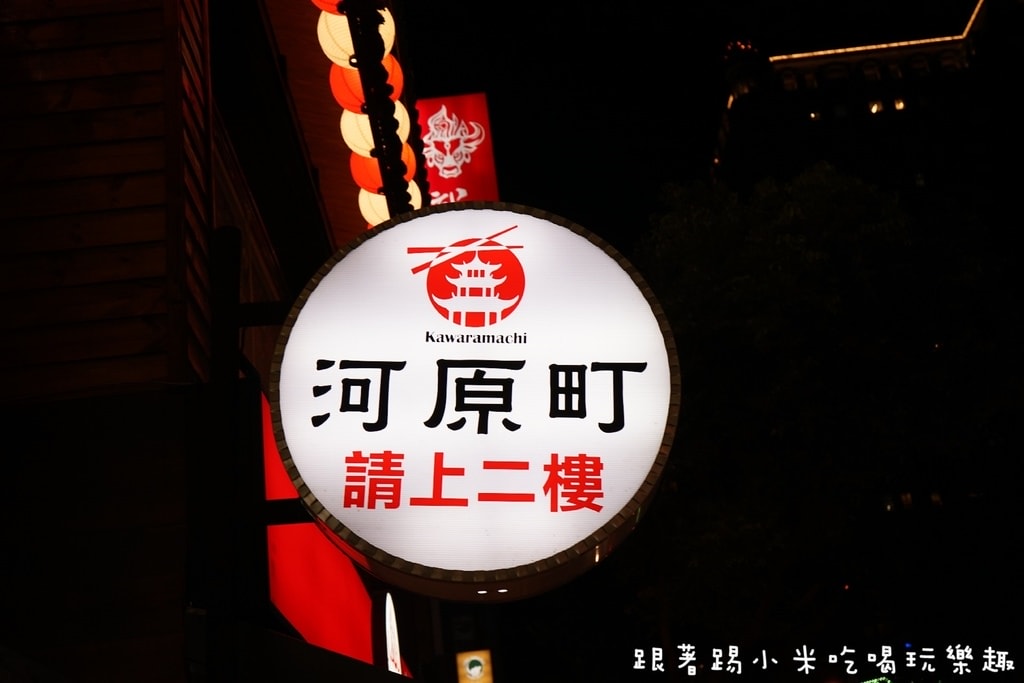 Kawaramachi
河原町
請上二樓
跟著踢小米吃喝玩樂趣